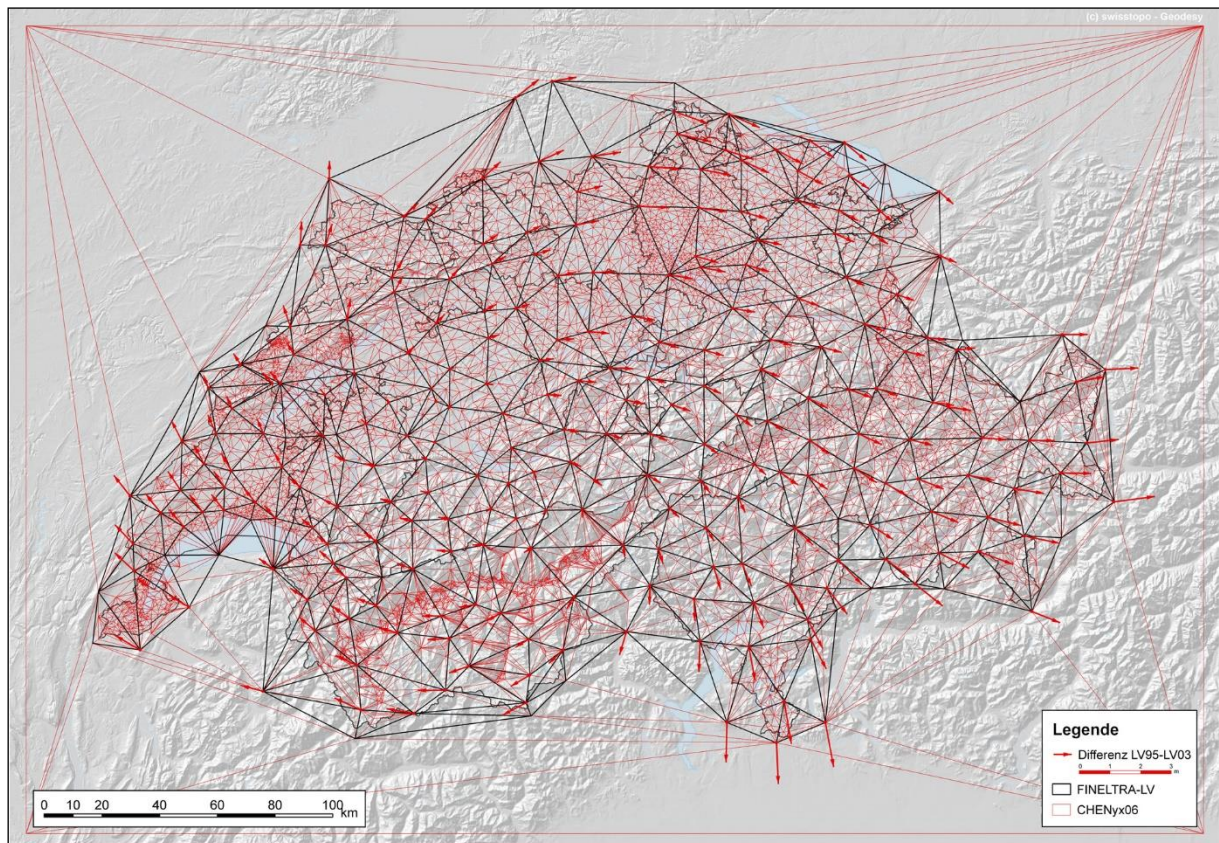 (c) swisstopo - Geodesy
Legende
Differenz LV95-LV03
0 1 2 3
m
FINELTRA-LV
CHENyx06
0 10 20 40 60 80 100
km